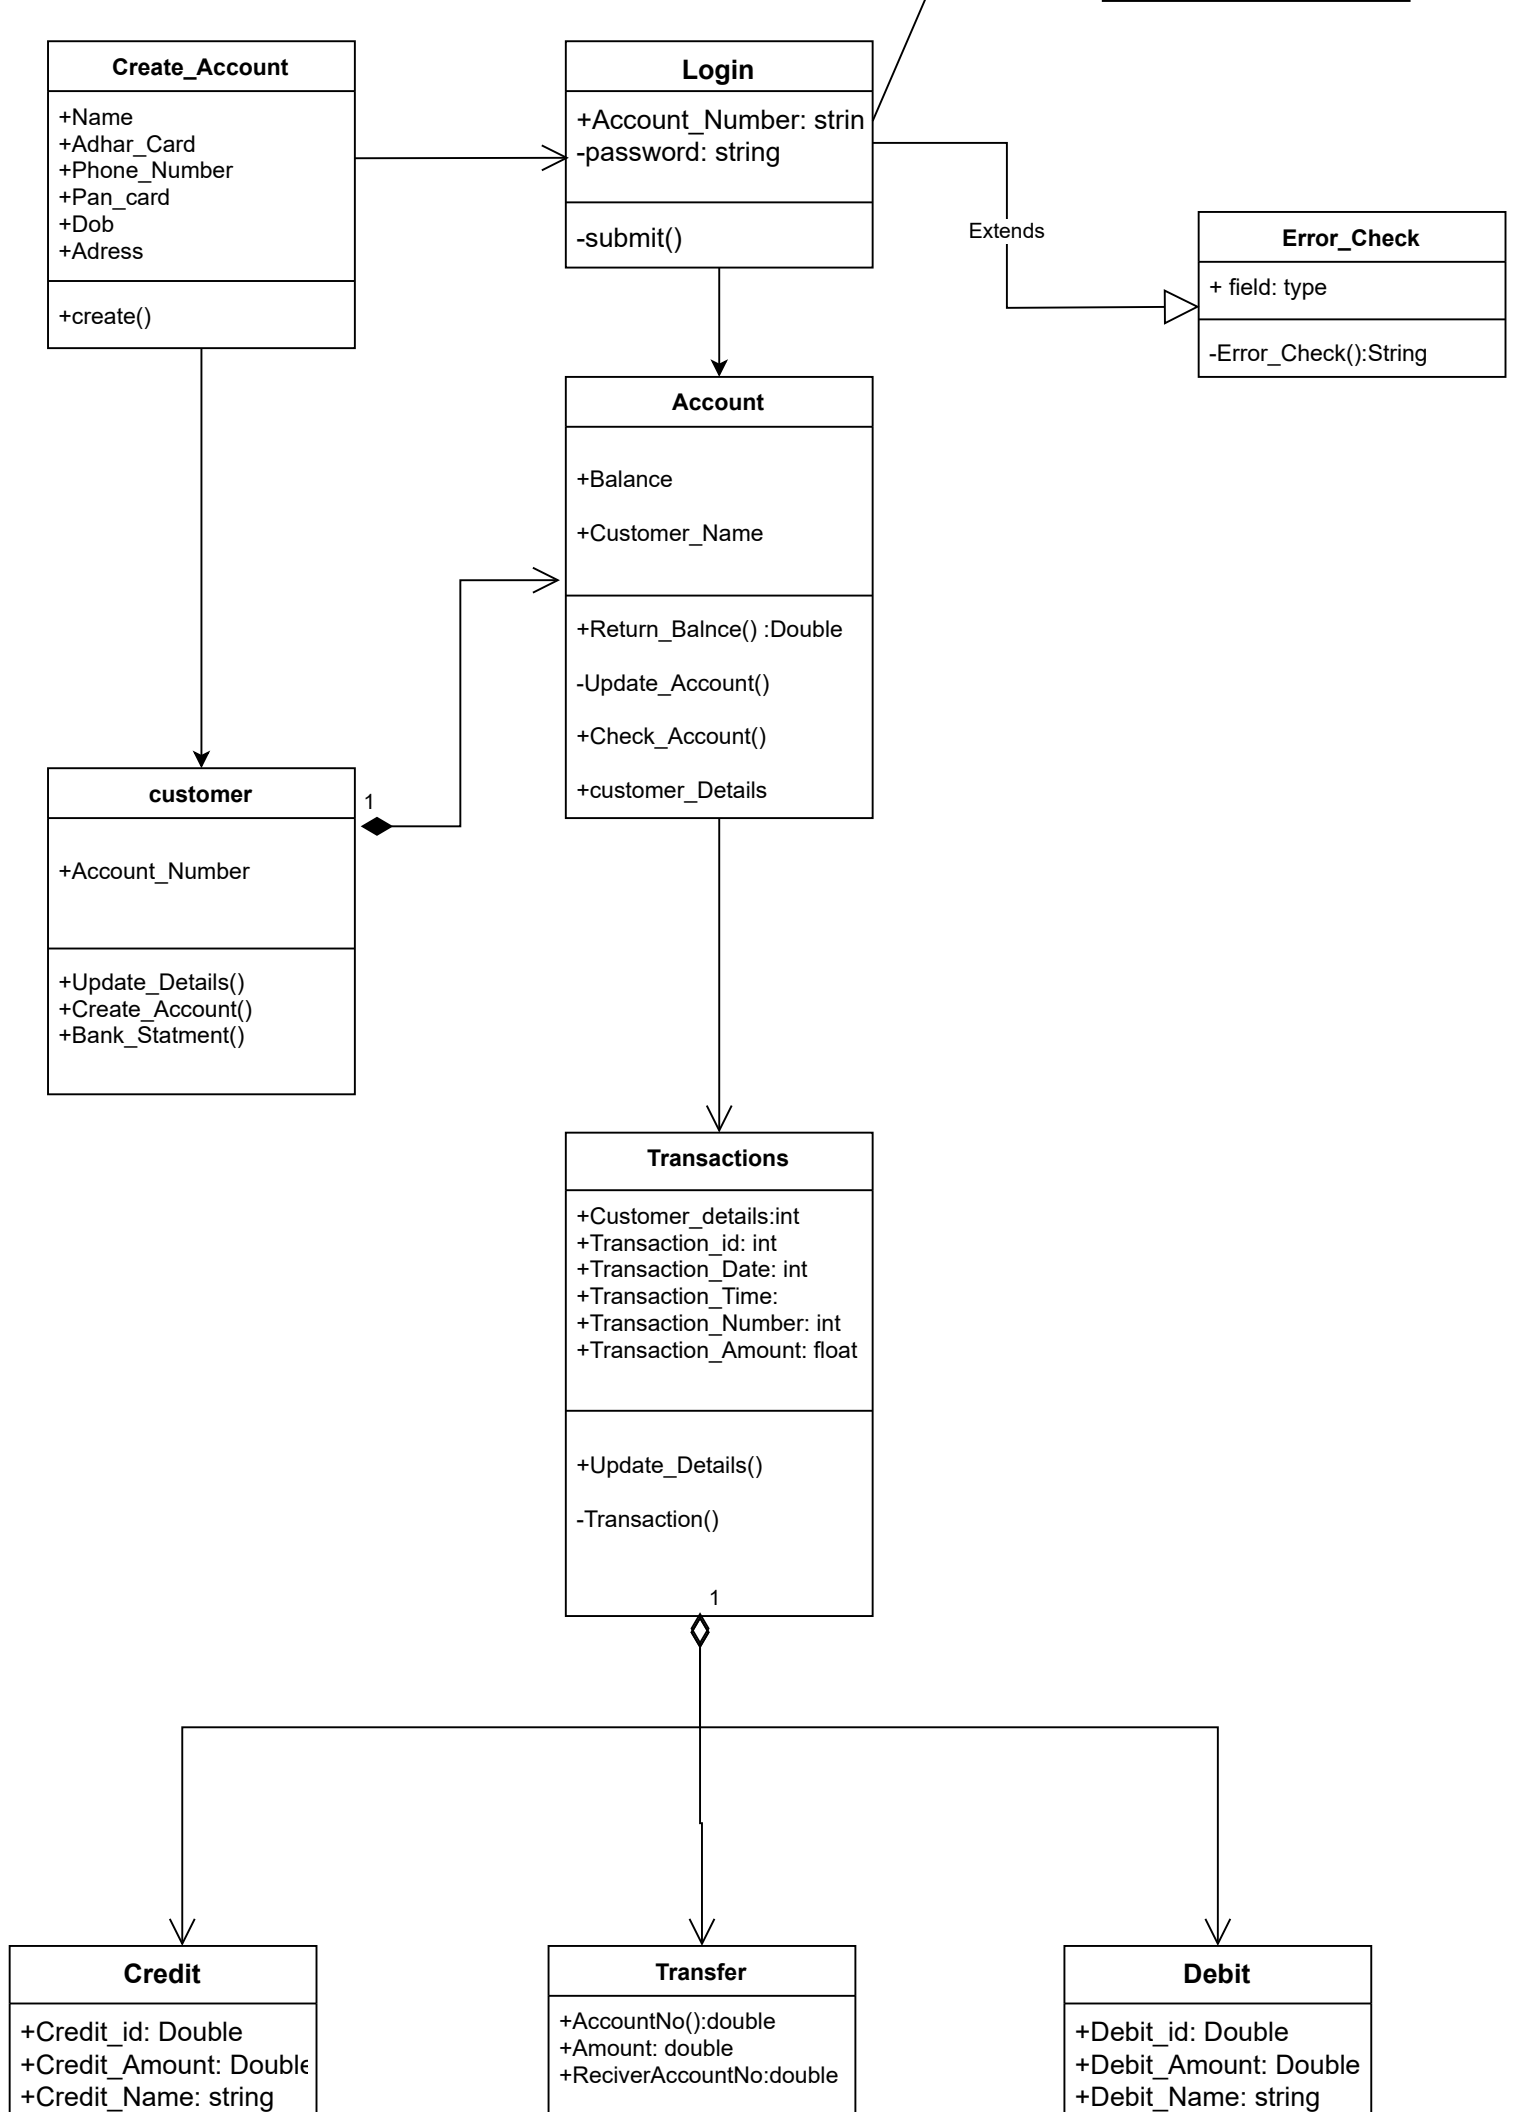 Create_Account
+Name
+Adhar_Card
+Phone_Number
+Pan_card
+Dob
+Adress
+create()
Login
+Account_Number: strin
-password: string
-submit()
Extends
Error_Check
+ field: type
-Error_Check():String
Account
+Balance
+Customer_Name
+Return_Balnce() :Double
-Update_Account()
+Check_Account()
+customer_Details
customer
1
+Account_Number
+Update_Details()
+Create_Account()
+Bank_Statment()
Transactions
+Customer_details:int
+Transaction_id: int
+Transaction_Date: int
+Transaction_Time:
+Transaction_Number: int
+Transaction_Amount: float
+Update_Details()
-Transaction()
1
Credit
+Credit_id: Double
+Credit_Amount: Double
+Credit_Name: string
Transfer
+AccountNo():double
+Amount: double
+ReciverAccountNo:double
Debit
+Debit_id: Double
+Debit_Amount: Double
+Debit_Name: string